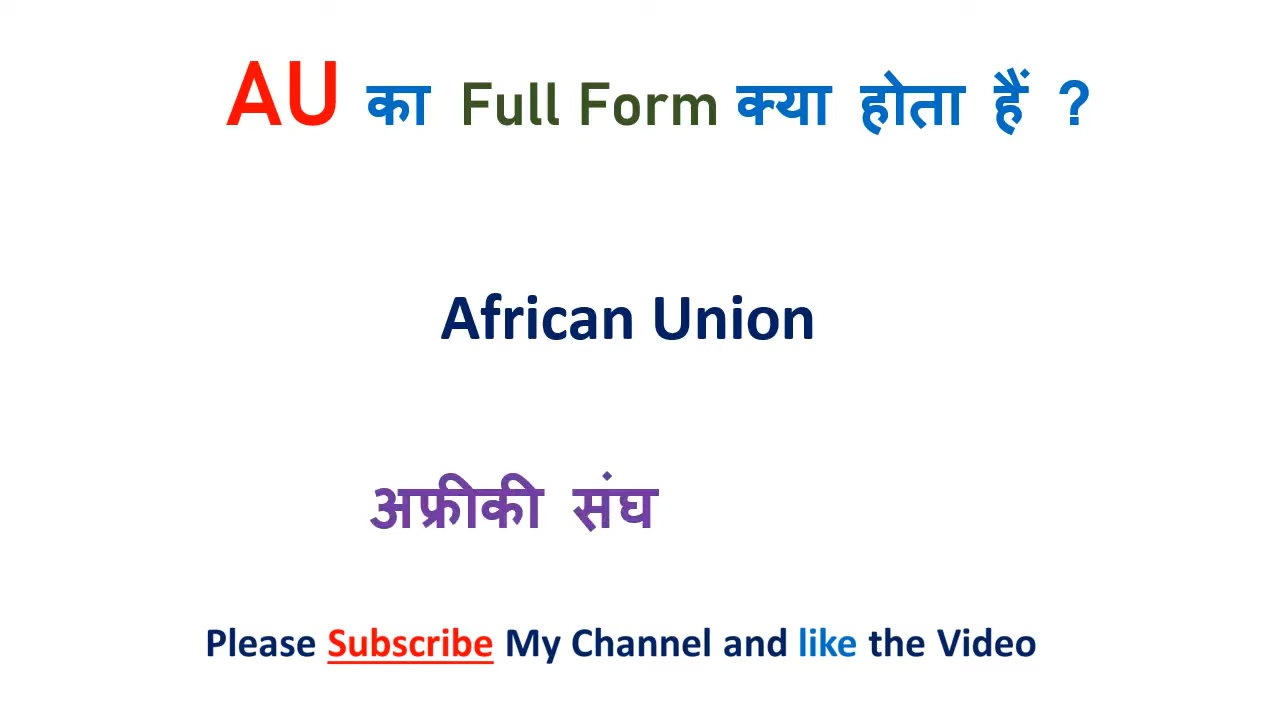 AU का Full Form क्या होता हैं ?
African Union
अफ्रीकी संघ
Please Subscribe My Channel and like the Video